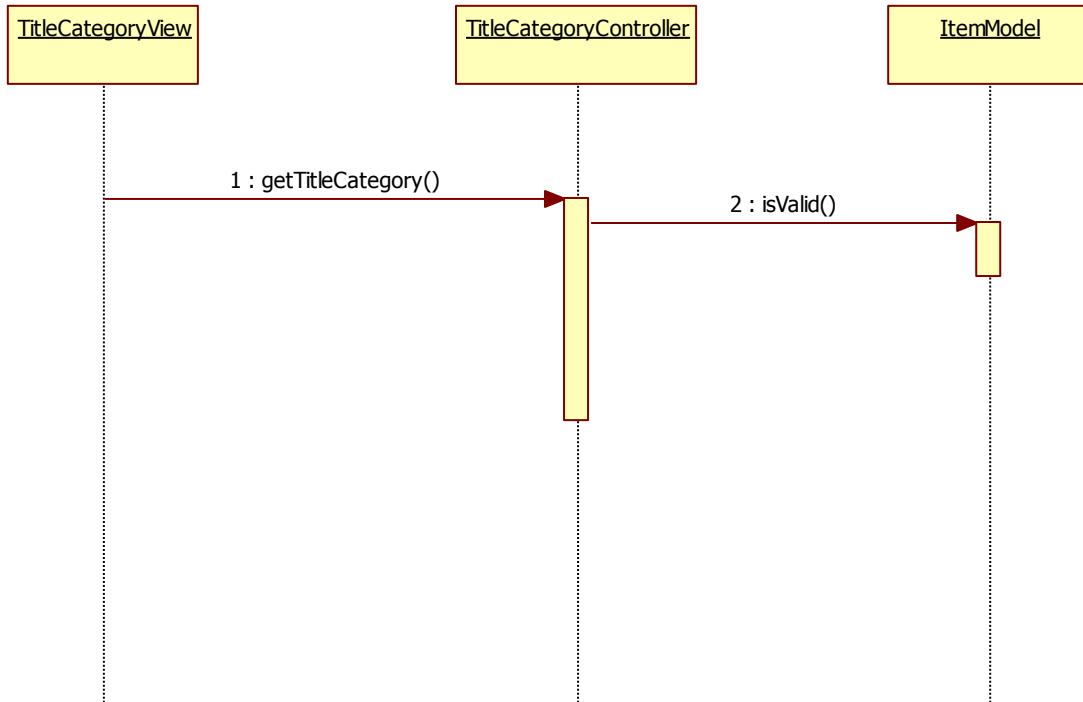 TitleCategoryView
TitleCategoryController
ItemModel
1 : getTitleCategory()
2 : isValid()